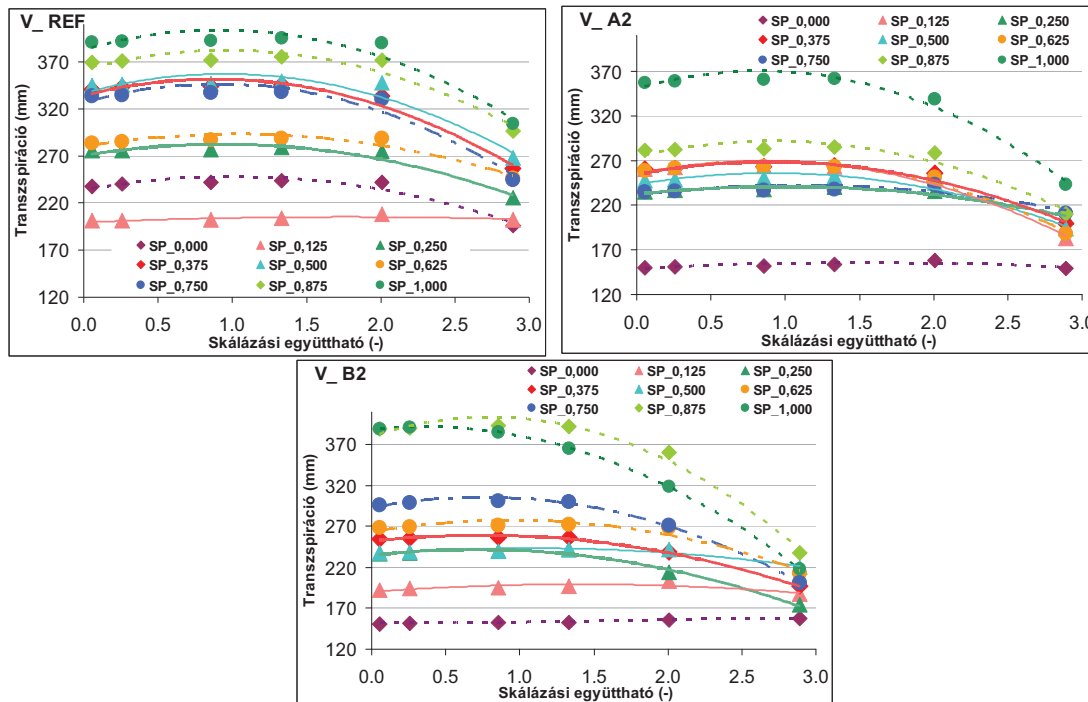 V_ REF
Transzspiráció (mm)
370
320
270
220
170
120
SP_0,000 SP_0,125 SP_0,250
SP_0,375 SP_0,500 SP_0,625
SP_0,750 SP_0,875 SP_1,000
0.0 0.5 1.0 1.5 2.0 2.5 3.0
Skálázási együttható (-)
V_ A2
SP_0,000 SP_0,125 SP_0,250
SP_0,375 SP_0,500 SP_0,625
SP_0,750 SP_0,875 SP_1,000
Transzspiráció (mm)
370
320
270
220
170
120
0.0 0.5 1.0 1.5 2.0 2.5 3.0
Skálázási együttható (-)
V_ B2
SP_0,000 SP_0,125 SP_0,250
SP_0,375 SP_0,500 SP_0,625
SP_0,750 SP_0,875 SP_1,000
Transzspiráció (mm)
370
320
270
220
170
120
0.0 0.5 1.0 1.5 2.0 2.5 3.0
Skálázási együttható (-)